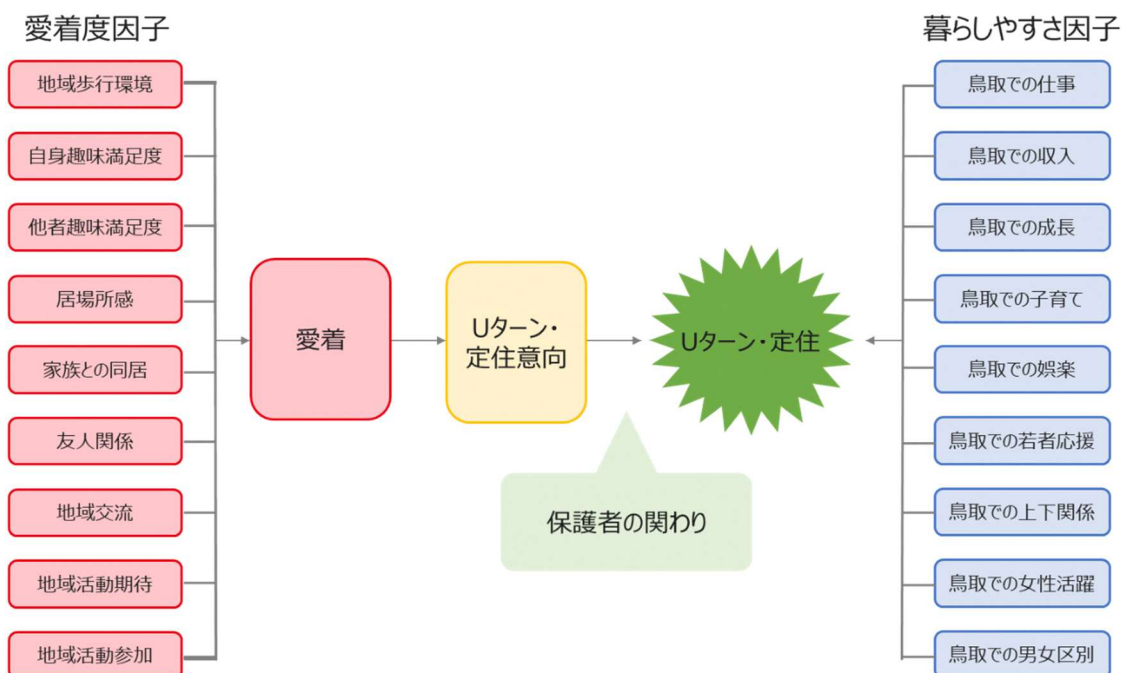 愛着度因子
地域歩行環境
自身趣味満足度
他者趣味満足度
居場所感
家族との同居
友人関係
地域交流
地域活動期待
地域活動参加
愛着
Uターン・
定住意向
Uターン・定住
保護者の関わり
暮らしやすさ因子
鳥取での仕事
鳥取での収入
鳥取での成長
鳥取での子育て
鳥取での娯楽
鳥取での若者応援
鳥取での上下関係
鳥取での女性活躍
鳥取での男女区別